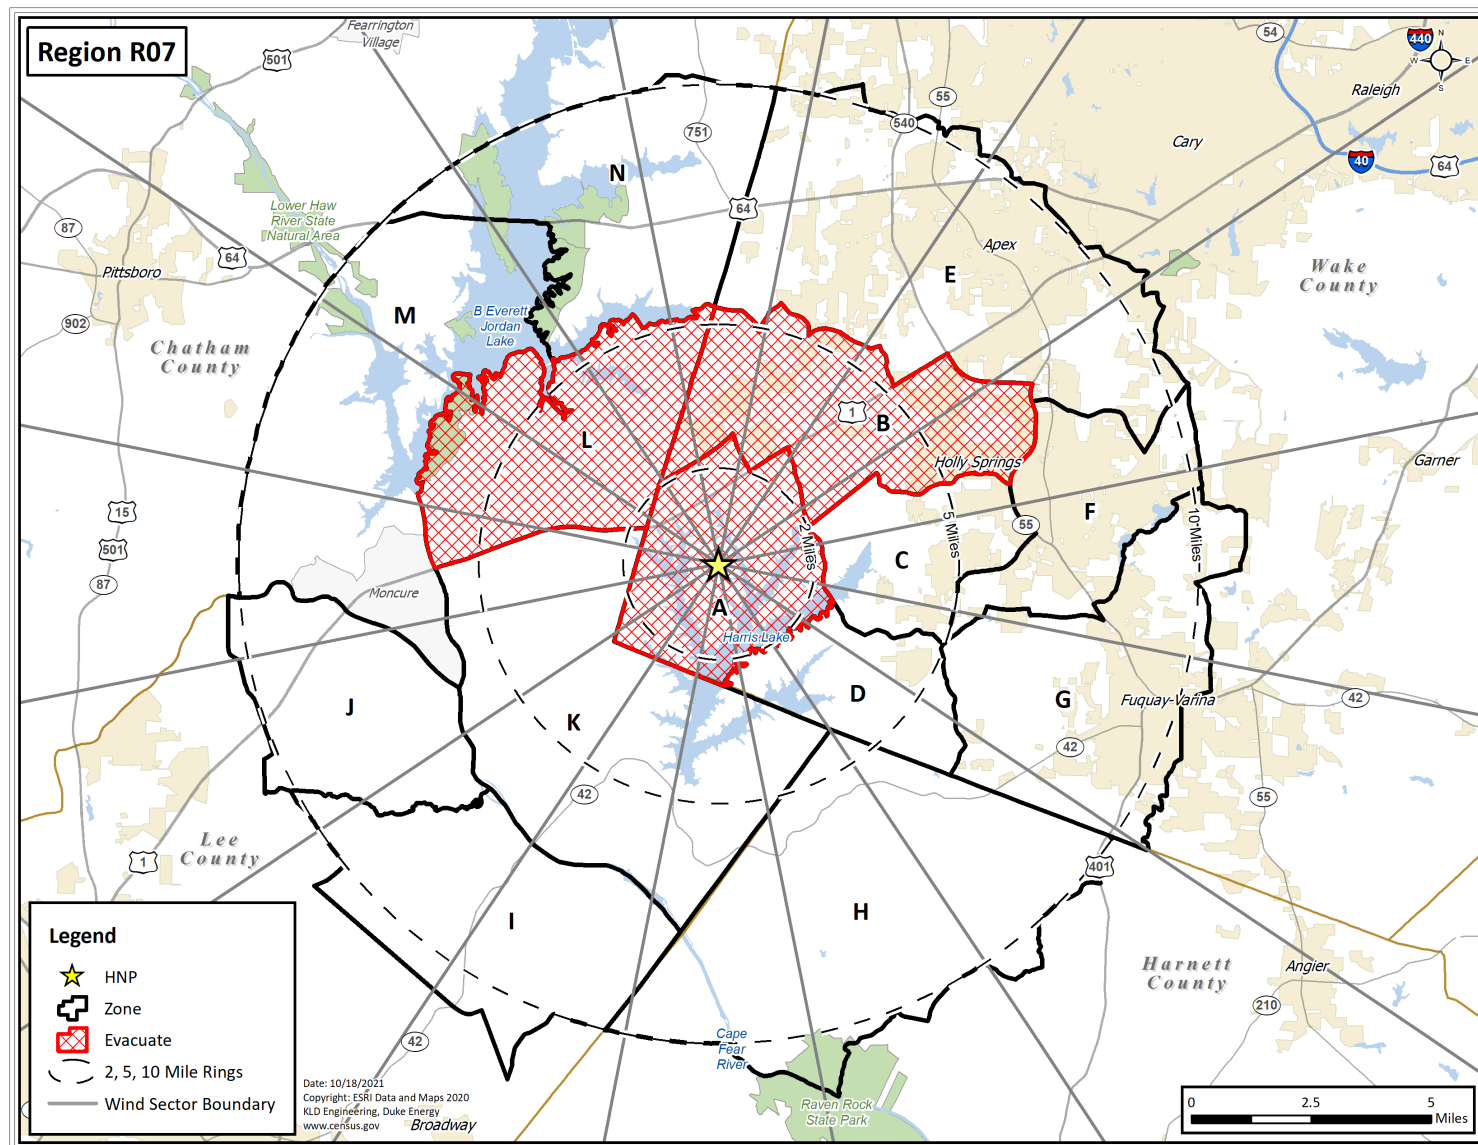 Region R07
Fearrington
Village
501
54
440
N
W
E
S
Raleigh
55
540
751
Cary
40
64
N
Lower Haw
River State
Natural Area
87
64
64
Pittsboro
Apex
E
Wake
County
M
B Everett
Jordan
Lake
902
Chatham
County
1
B
L
Holly Springs
Garner
15
501
55
F
5 Miles
10 Miles
2 Miles
C
87
Moncure
A
Harris Lake
J
K
D
G
Fuquay-Varina
42
42
42
55
Lee
County
1
401
I
H
Harnett
County
Angier
210
42
Cape
Fear
River
Raven Rock
State Park
Broadway
Legend
HNP
Zone
Evacuate
2, 5, 10 Mile Rings
Wind Sector Boundary
Date: 10/18/2021
Copyright: ESRI Data and Maps 2020
KLD Engineering, Duke Energy
www.census.gov
0
2.5
5
Miles